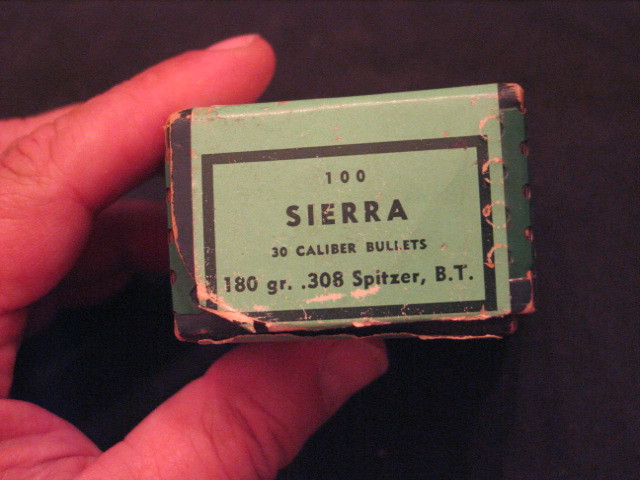 100
SIERRA
30 CALIBER BULLETS
180 gr. .308 Spitzer, B.T.